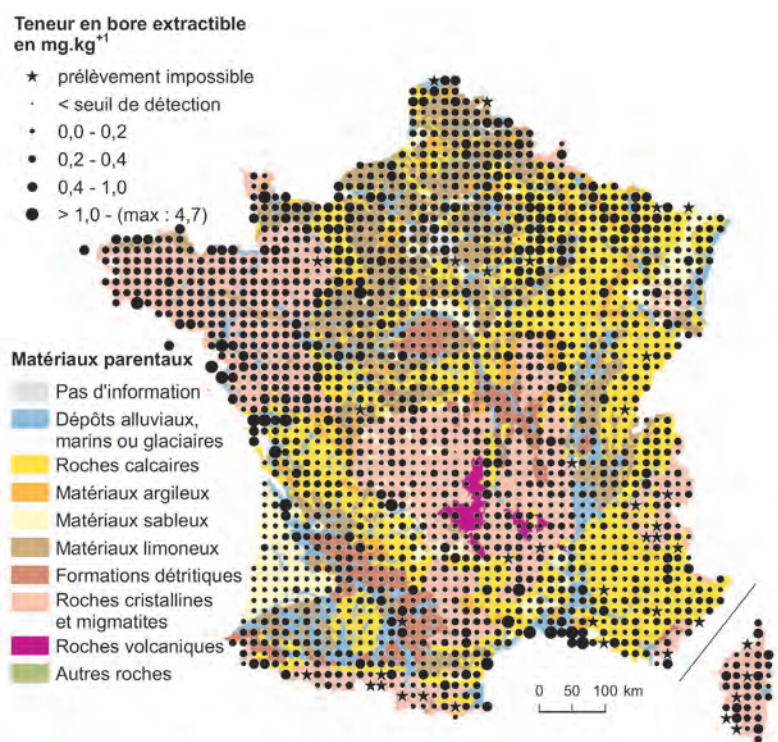 Teneur en bore extractible
en mg.kg+1
prélèvement impossible
< seuil de détection
0,0 - 0,2
0,2 - 0,4
0,4 - 1,0
> 1,0 - (max : 4,7)
Matériaux parentaux
Pas d'information
Dépôts alluviaux,
marins ou glaciaires
Roches calcaires
Matériaux argileux
Matériaux sableux
Matériaux limoneux
Formations détritiques
Roches cristallines
et migmatites
Roches volcaniques
Autres roches
0 50 100 km